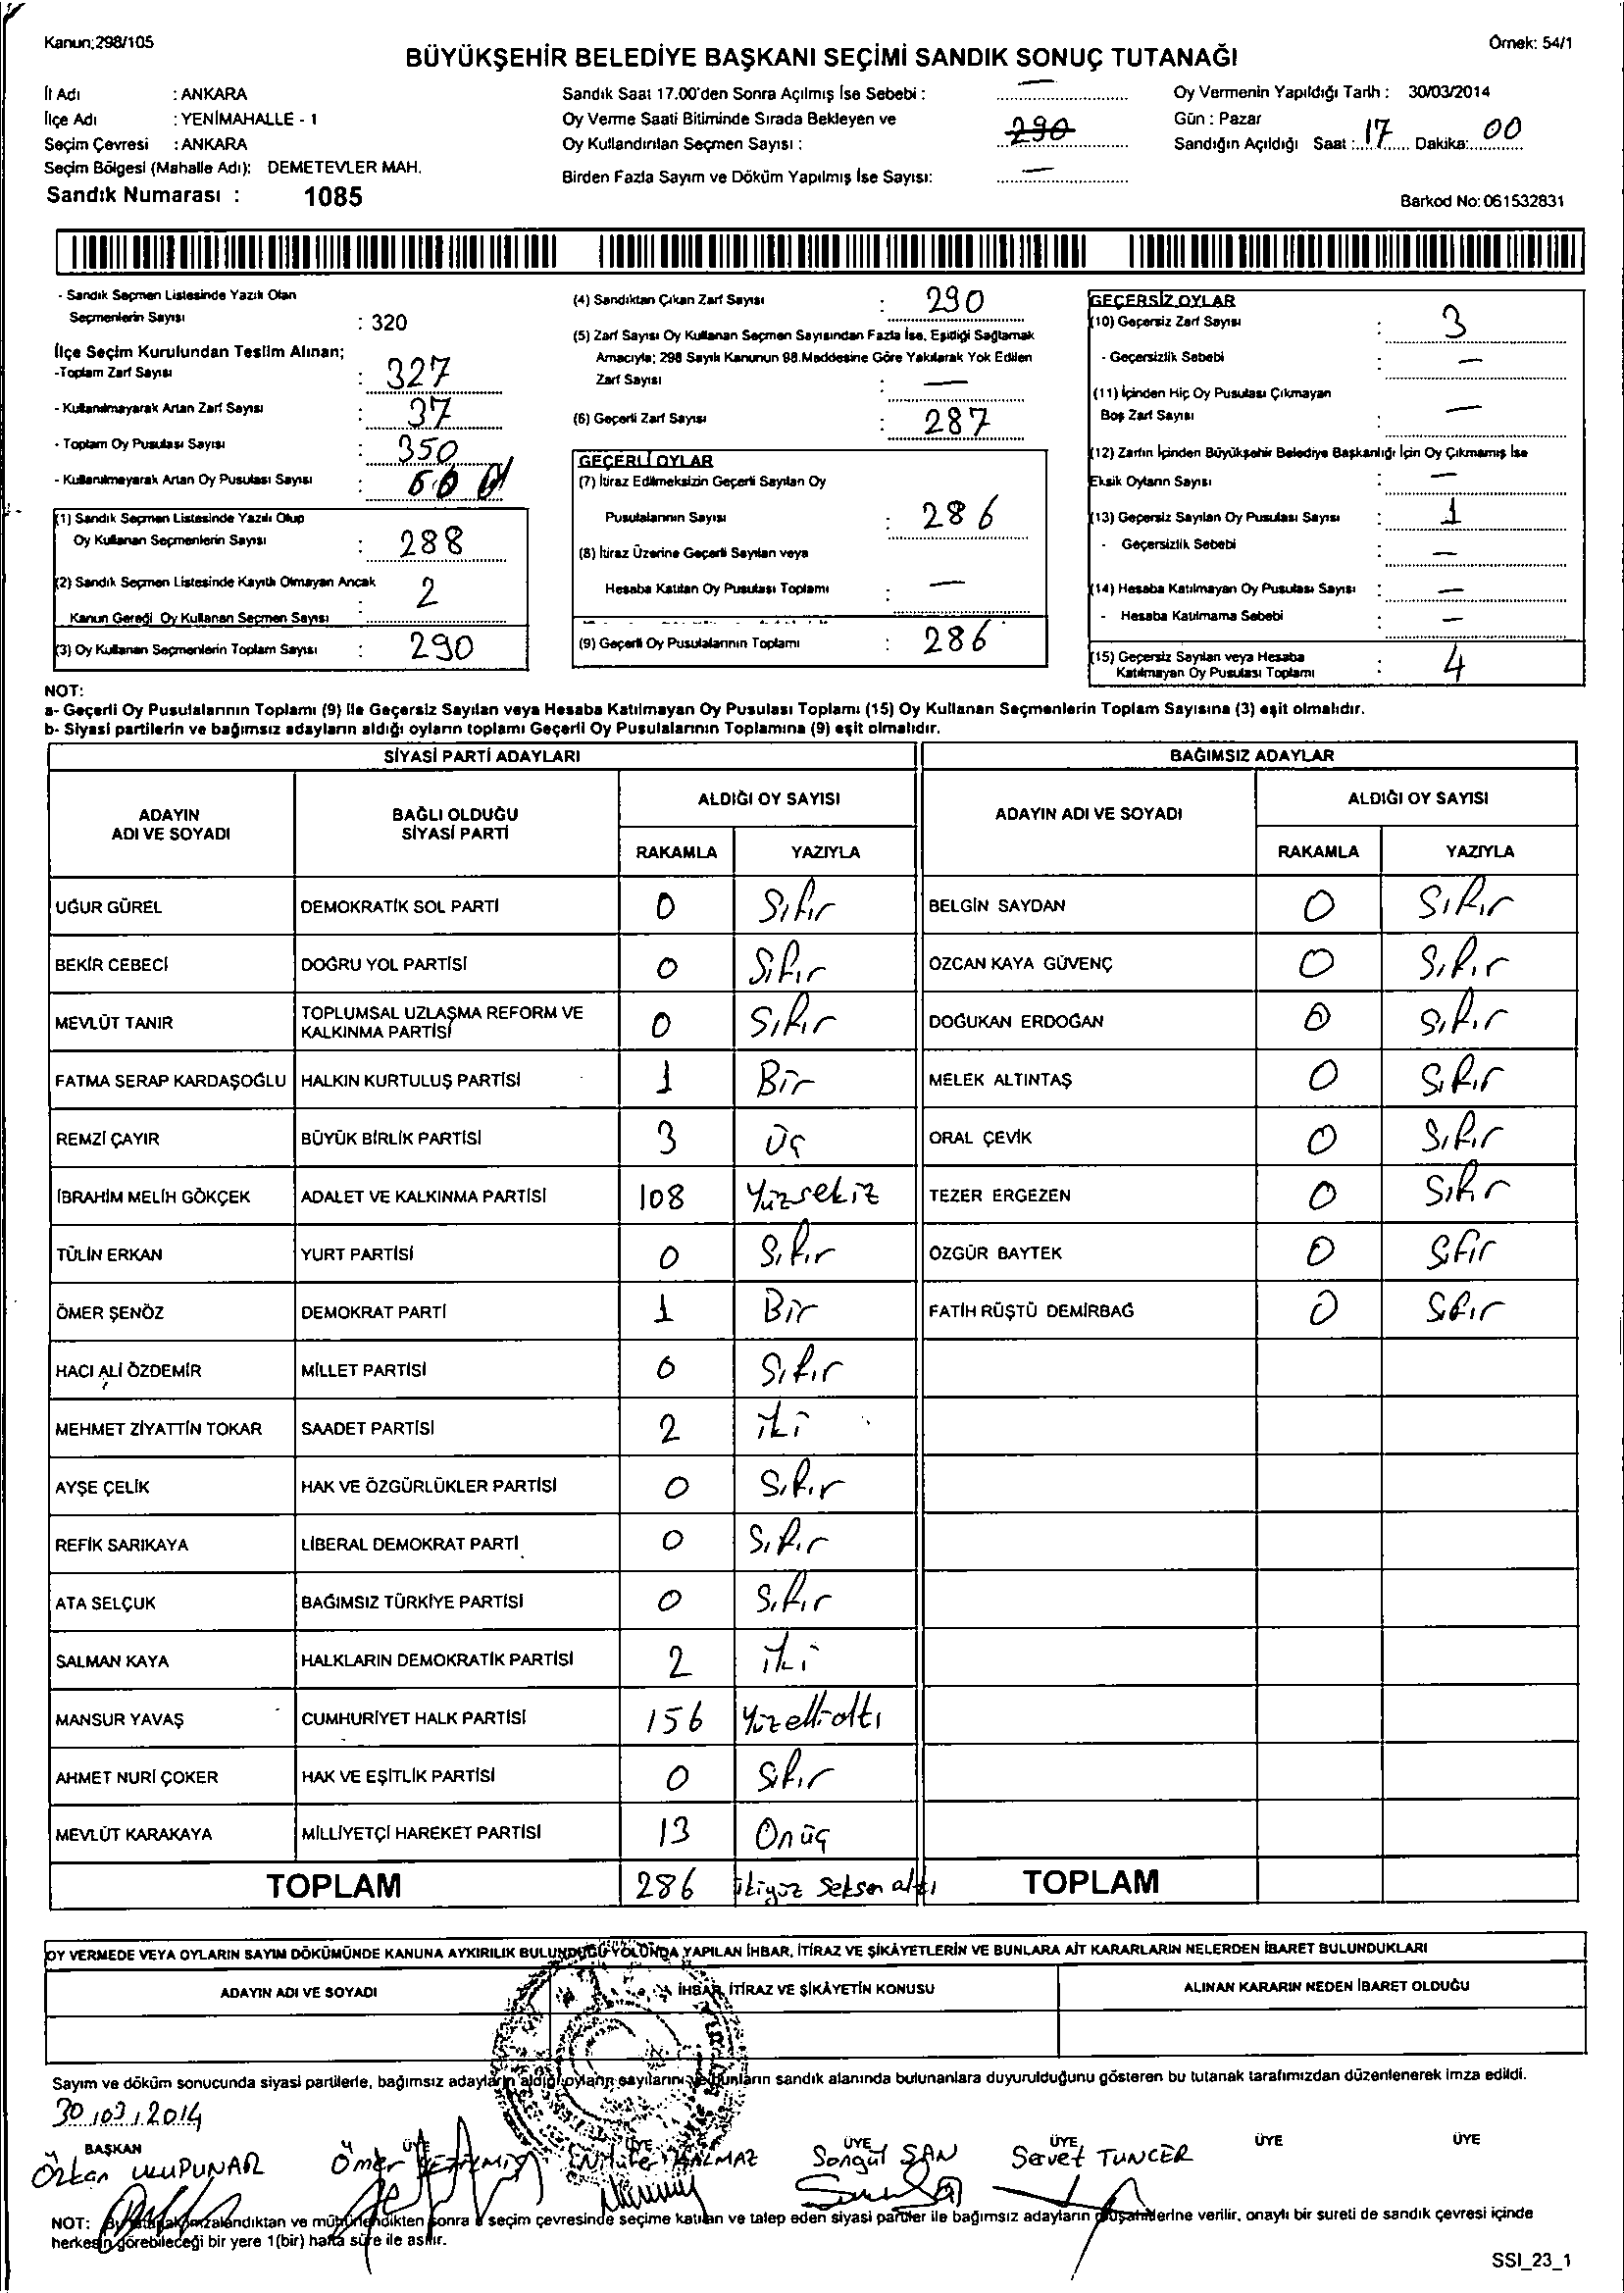 Kanun;298/105
Örnek: 54/1
BÜYÜKŞEHİR BELEDİYE BAŞKANI SEÇİMİ SANDIK SONUÇ TUTANAĞI
İl Adı : ANKARA
İlçe Adı : YENİMAHALLE - 1
Seçim Çevresi : ANKARA
Seçim Bölgesi (Mahalle Adı): DEMETEVLER MAH.
Sandık Numarası : 1085
Sandık Saat 17.00'den Sonra Açılmış İse Sebebi : —
Oy Verme Saati Bitiminde Sırada Bekleyen ve
Oy Kullandırılan Seçmen Sayısı : 290
Birden Fazla Sayım ve Döküm Yapılmış İse Sayısı: —
Oy Vermenin Yapıldığı Tarih : 30/03/2014
Gün : Pazar
Sandığın Açıldığı Saat : 17 Dakika: 00
Barkod No: 061532831
- Sandık Seçmen Listesinde Yazılı Olan
Seçmenlerin Sayısı : 320
İlçe Seçim Kurulundan Teslim Alınan;
-Toplam Zarf Sayısı : 327
- Kullanılmayarak Artan Zarf Sayısı : 37
- Toplam Oy Pusulası Sayısı : 350
- Kullanılmayarak Artan Oy Pusulası Sayısı :
(1) Sandık Seçmen Listesinde Yazılı Olup
Oy Kullanan Seçmenlerin Sayısı : 288
(2) Sandık Seçmen Listesinde Kayıtlı Olmayan Ancak
Kanun Gereği Oy Kullanan Seçmen Sayısı : 2
(3) Oy Kullanan Seçmenlerin Toplam Sayısı : 290
(4) Sandıktan Çıkan Zarf Sayısı : 290
(5) Zarf Sayısı Oy Kullanan Seçmen Sayısından Fazla İse, Eşitliği Sağlamak
Amacıyla; 298 Sayılı Kanunun 98.Maddesine Göre Yakılarak Yok Edilen
Zarf Sayısı : —
(6) Geçerli Zarf Sayısı : 287
GEÇERLİ OYLAR
(7) İtiraz Edilmeksizin Geçerli Sayılan Oy
Pusulalarının Sayısı : 286
(8) İtiraz Üzerine Geçerli Sayılan veya
Hesaba Katılan Oy Pusulası Toplamı : —
(9) Geçerli Oy Pusulalarının Toplamı : 286
GEÇERSİZ OYLAR
(10) Geçersiz Zarf Sayısı : 3
- Geçersizlik Sebebi : —
(11) İçinden Hiç Oy Pusulası Çıkmayan
Boş Zarf Sayısı : —
(12) Zarfın İçinden Büyükşehir Belediye Başkanlığı İçin Oy Çıkmamış İse
Eksik Oyların Sayısı : —
(13) Geçersiz Sayılan Oy Pusulası Sayısı : 1
- Geçersizlik Sebebi : —
(14) Hesaba Katılmayan Oy Pusulası Sayısı : —
- Hesaba Katılmama Sebebi : —
(15) Geçersiz Sayılan veya Hesaba
Katılmayan Oy Pusulası Toplamı : 4
NOT:
a- Geçerli Oy Pusulalarının Toplamı (9) ile Geçersiz Sayılan veya Hesaba Katılmayan Oy Pusulası Toplamı (15) Oy Kullanan Seçmenlerin Toplam Sayısına (3) eşit olmalıdır.
b- Siyasi partilerin ve bağımsız adayların aldığı oyların toplamı Geçerli Oy Pusulalarının Toplamına (9) eşit olmalıdır.
SİYASİ PARTİ ADAYLARI BAĞIMSIZ ADAYLAR
ADAYIN ADI VE SOYADI BAĞLI OLDUĞU SİYASİ PARTİ ALDIĞI OY SAYISI ADAYIN ADI VE SOYADI ALDIĞI OY SAYISI
RAKAMLA YAZIYLA RAKAMLA YAZIYLA
UĞUR GÜREL DEMOKRATİK SOL PARTİ 0 Sıfır BELGİN SAYDAN 0 Sıfır
BEKİR CEBECİ DOĞRU YOL PARTİSİ 0 Sıfır ÖZCAN KAYA GÜVENÇ 0 Sıfır
MEVLÜT TANIR TOPLUMSAL UZLAŞMA REFORM VE KALKINMA PARTİSİ 0 Sıfır DOĞUKAN ERDOĞAN 0 Sıfır
FATMA SERAP KARDAŞOĞLU HALKIN KURTULUŞ PARTİSİ 1 Bir MELEK ALTINTAŞ 0 Sıfır
REMZİ ÇAYIR BÜYÜK BİRLİK PARTİSİ 3 Üç ORAL ÇEVİK 0 Sıfır
İBRAHİM MELİH GÖKÇEK ADALET VE KALKINMA PARTİSİ 108 Yüzsekiz TEZER ERGEZEN 0 Sıfır
TÜLİN ERKAN YURT PARTİSİ 0 Sıfır ÖZGÜR BAYTEK 0 Sıfır
ÖMER ŞENÖZ DEMOKRAT PARTİ 1 Bir FATİH RÜŞTÜ DEMİRBAĞ 0 Sıfır
HACI ALİ ÖZDEMİR MİLLET PARTİSİ 0 Sıfır
MEHMET ZİYATTİN TOKAR SAADET PARTİSİ 2 iki
AYŞE ÇELİK HAK VE ÖZGÜRLÜKLER PARTİSİ 0 Sıfır
REFİK SARIKAYA LİBERAL DEMOKRAT PARTİ 0 Sıfır
ATA SELÇUK BAĞIMSIZ TÜRKİYE PARTİSİ 0 Sıfır
SALMAN KAYA HALKLARIN DEMOKRATİK PARTİSİ 2 iki
MANSUR YAVAŞ CUMHURİYET HALK PARTİSİ 156 Yüzellialtı
AHMET NURİ ÇOKER HAK VE EŞİTLİK PARTİSİ 0 Sıfır
MEVLÜT KARAKAYA MİLLİYETÇİ HAREKET PARTİSİ 13 Onüç
TOPLAM 286 ikiyüz seksen altı TOPLAM
OY VERMEDE VEYA OYLARIN SAYIM DÖKÜMÜNDE KANUNA AYKIRILIK BULUNDUĞU YOLUNDA YAPILAN İHBAR, İTİRAZ VE ŞİKÂYETLERİN VE BUNLARA AİT KARARLARIN NELERDEN İBARET BULUNDUKLARI
ADAYIN ADI VE SOYADI İHBAR, İTİRAZ VE ŞİKÂYETİN KONUSU ALINAN KARARIN NEDEN İBARET OLDUĞU
Sayım ve döküm sonucunda siyasi partilerle, bağımsız adayların aldığı oyların sayılarını ve bunların sandık alanında bulunanlara duyurulduğunu gösteren bu tutanak tarafımızdan düzenlenerek imza edildi.
30/03/2014
BAŞKAN ÜYE ÜYE ÜYE ÜYE ÜYE ÜYE
Özkan ULUPUNAR Ömer Songül ŞAN Servet TUNCER
NOT: Bu tutanak imzalandıktan ve mühürlendikten sonra o seçim çevresinde seçime katılan ve talep eden siyasi partiler ile bağımsız adayların müşahitlerine verilir, onaylı bir sureti de sandık çevresi içinde
herkesin görebileceği bir yere 1(bir) hafta süre ile asılır.
SSI_23_1